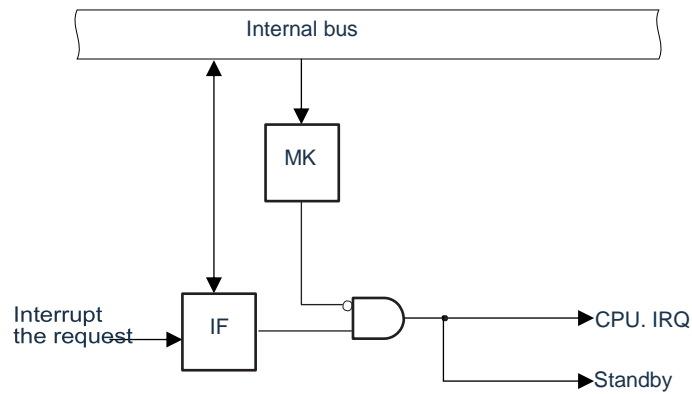 Internal bus
MK
Interrupt
the request
IF
CPU. IRQ
Standby